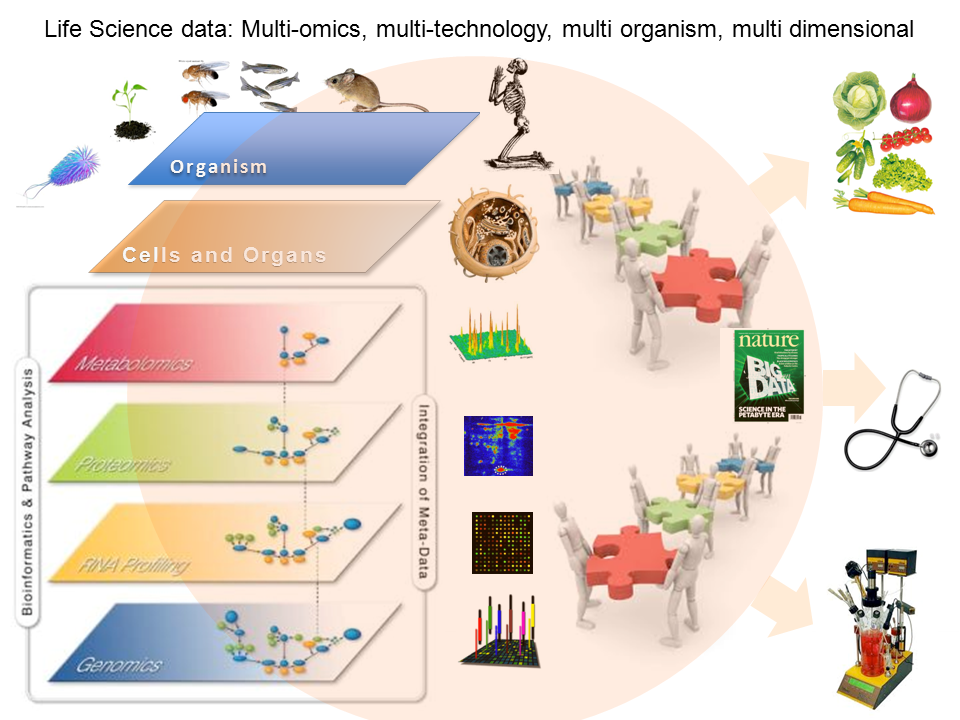 Life Science data: Multi-omics, multi-technology, multi organism, multi dimensional
Organism
Cells and Organs
Metabolomics
Proteomics
RNA Profiling
Genomics
Bioinformatics & Pathway Analysis
Integration of Meta-Data
nature
BIG
DATA
SCIENCE IN THE
PETABYTE ERA